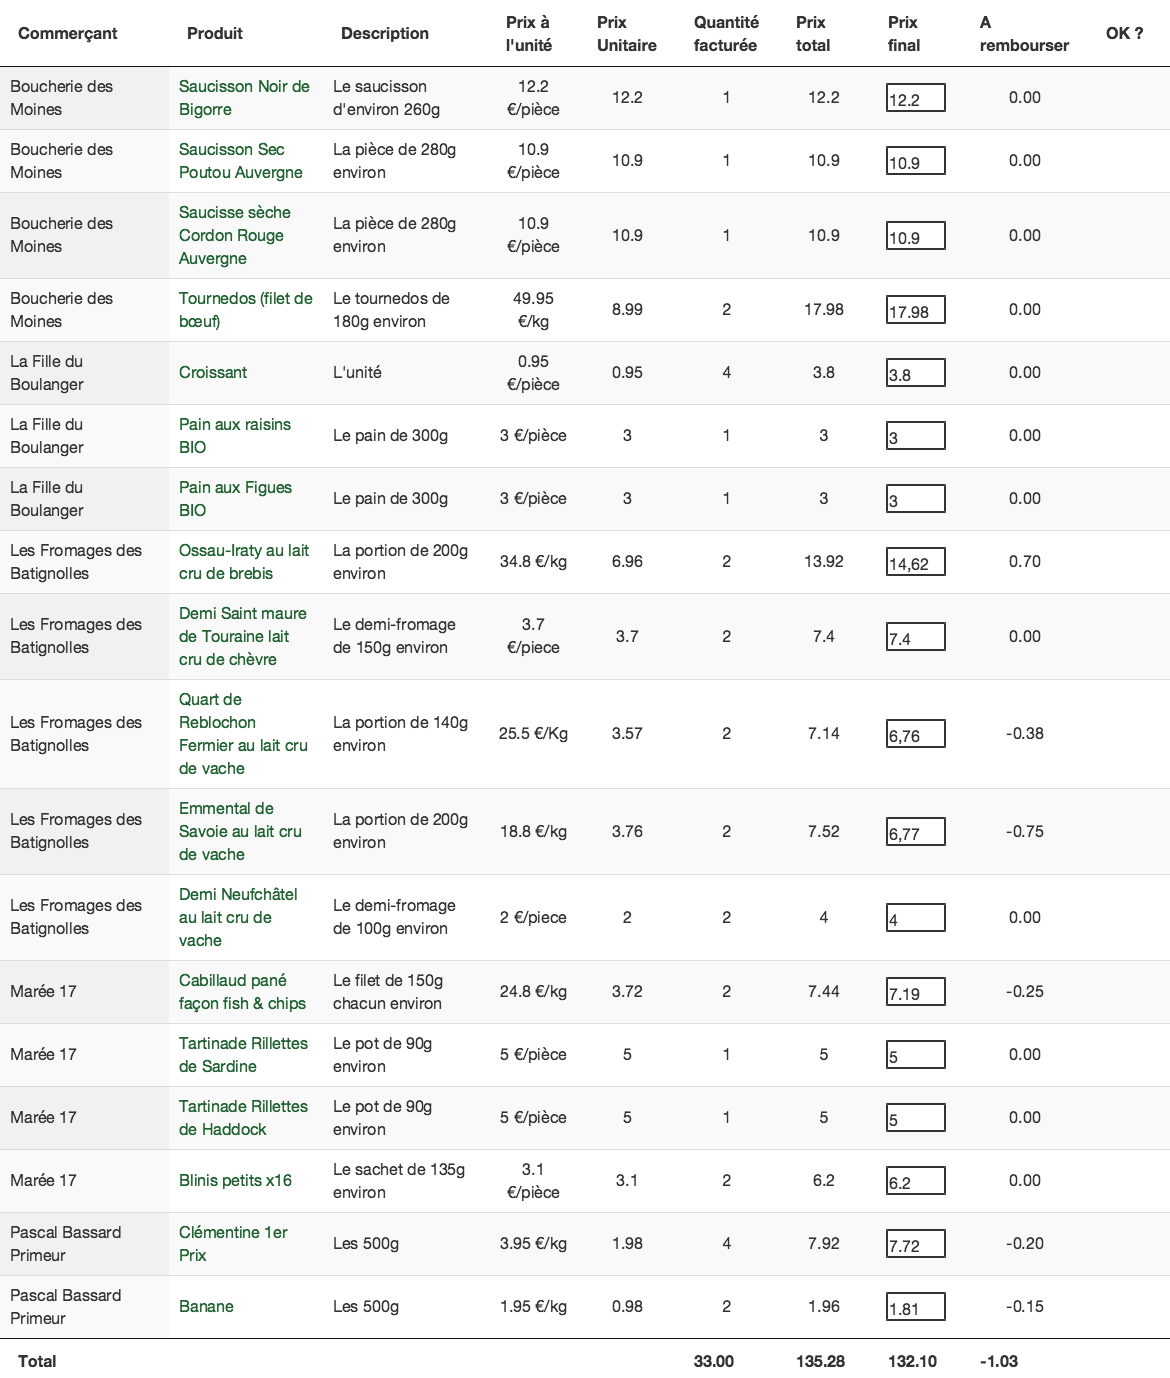 Commerçant Produit Description Prix à l'unité Prix Unitaire Quantité facturée Prix total Prix final A rembourser OK ?
Boucherie des Moines Saucisson Noir de Bigorre Le saucisson d'environ 260g 12.2 €/pièce 12.2 1 12.2 12.2 0.00
Boucherie des Moines Saucisson Sec Poutou Auvergne La pièce de 280g environ 10.9 €/pièce 10.9 1 10.9 10.9 0.00
Boucherie des Moines Saucisse sèche Cordon Rouge Auvergne La pièce de 280g environ 10.9 €/pièce 10.9 1 10.9 10.9 0.00
Boucherie des Moines Tournedos (filet de bœuf) Le tournedos de 180g environ 49.95 €/kg 8.99 2 17.98 17.98 0.00
La Fille du Boulanger Croissant L'unité 0.95 €/pièce 0.95 4 3.8 3.8 0.00
La Fille du Boulanger Pain aux raisins BIO Le pain de 300g 3 €/pièce 3 1 3 3 0.00
La Fille du Boulanger Pain aux Figues BIO Le pain de 300g 3 €/pièce 3 1 3 3 0.00
Les Fromages des Batignolles Ossau-Iraty au lait cru de brebis La portion de 200g environ 34.8 €/kg 6.96 2 13.92 14,62 0.70
Les Fromages des Batignolles Demi Saint maure de Touraine lait cru de chèvre Le demi-fromage de 150g environ 3.7 €/piece 3.7 2 7.4 7.4 0.00
Les Fromages des Batignolles Quart de Reblochon Fermier au lait cru de vache La portion de 140g environ 25.5 €/Kg 3.57 2 7.14 6,76 -0.38
Les Fromages des Batignolles Emmental de Savoie au lait cru de vache La portion de 200g environ 18.8 €/kg 3.76 2 7.52 6,77 -0.75
Les Fromages des Batignolles Demi Neufchâtel au lait cru de vache Le demi-fromage de 100g environ 2 €/piece 2 2 4 4 0.00
Marée 17 Cabillaud pané façon fish & chips Le filet de 150g chacun environ 24.8 €/kg 3.72 2 7.44 7.19 -0.25
Marée 17 Tartinade Rillettes de Sardine Le pot de 90g environ 5 €/pièce 5 1 5 5 0.00
Marée 17 Tartinade Rillettes de Haddock Le pot de 90g environ 5 €/pièce 5 1 5 5 0.00
Marée 17 Blinis petits x16 Le sachet de 135g environ 3.1 €/pièce 3.1 2 6.2 6.2 0.00
Pascal Bassard Primeur Clémentine 1er Prix Les 500g 3.95 €/kg 1.98 4 7.92 7.72 -0.20
Pascal Bassard Primeur Banane Les 500g 1.95 €/kg 0.98 2 1.96 1.81 -0.15
Total 33.00 135.28 132.10 -1.03